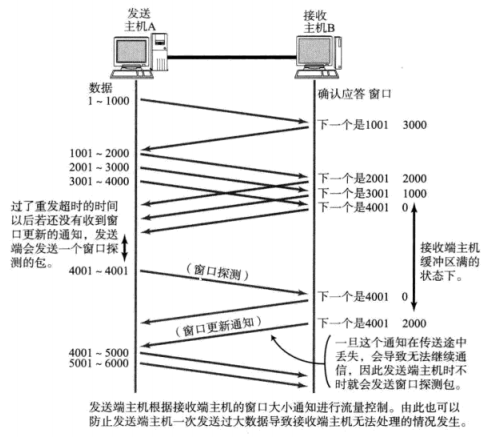 发送
主机A
接收
主机B
数据
确认应答 窗口
1～1000
下一个是1001 3000
1001～2000
2001～3000
3001～4000
下一个是2001 2000
下一个是3001 1000
下一个是4001 0
过了重发超时的时间
以后若还没有收到窗
口更新的通知，发送
端会发送一个窗口探
测的包。
接收端主机
缓冲区满的
状态下。
4001～4001
（窗口探测）
下一个是4001 0
（窗口更新通知）
下一个是4001 2000
一旦这个通知在传送途中
丢失，会导致无法继续通
信，因此发送端主机时不
时就会发送窗口探测包。
4001～5000
5001～6000
发送端主机根据接收端主机的窗口大小通知进行流量控制。由此也可以
防止发送端主机一次发送过大数据导致接收端主机无法处理的情况发生。